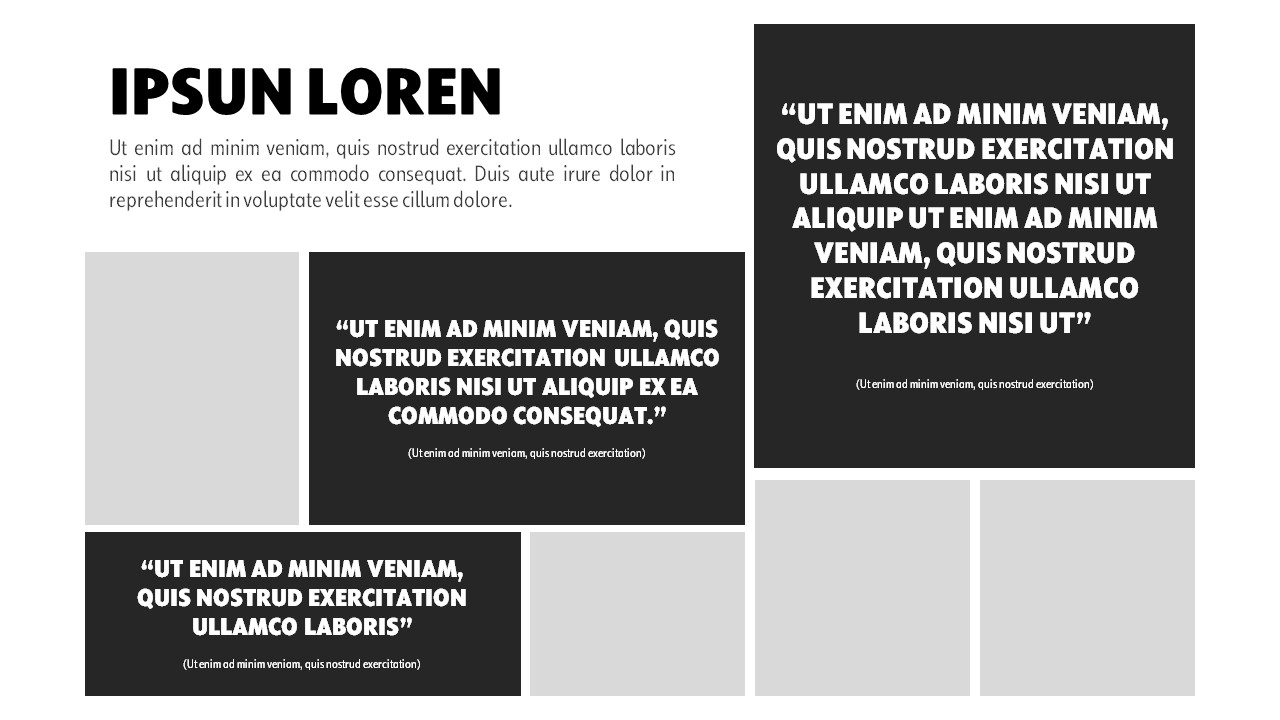 IPSUN LOREN
Ut enim ad minim veniam, quis nostrud exercitation ullamco laboris
nisi ut aliquip ex ea commodo consequat. Duis aute irure dolor in
reprehenderit in voluptate velit esse cillum dolore.
“UT ENIM AD MINIM VENIAM,
QUIS NOSTRUD EXERCITATION
ULLAMCO LABORIS NISI UT
ALIQUIP UT ENIM AD MINIM
VENIAM, QUIS NOSTRUD
EXERCITATION ULLAMCO
LABORIS NISI UT”
(Ut enim ad minim veniam, quis nostrud exercitation)
“UT ENIM AD MINIM VENIAM, QUIS
NOSTRUD EXERCITATION ULLAMCO
LABORIS NISI UT ALIQUIP EX EA
COMMODO CONSEQUAT.”
(Ut enim ad minim veniam, quis nostrud exercitation)
“UT ENIM AD MINIM VENIAM,
QUIS NOSTRUD EXERCITATION
ULLAMCO LABORIS”
(Ut enim ad minim veniam, quis nostrud exercitation)